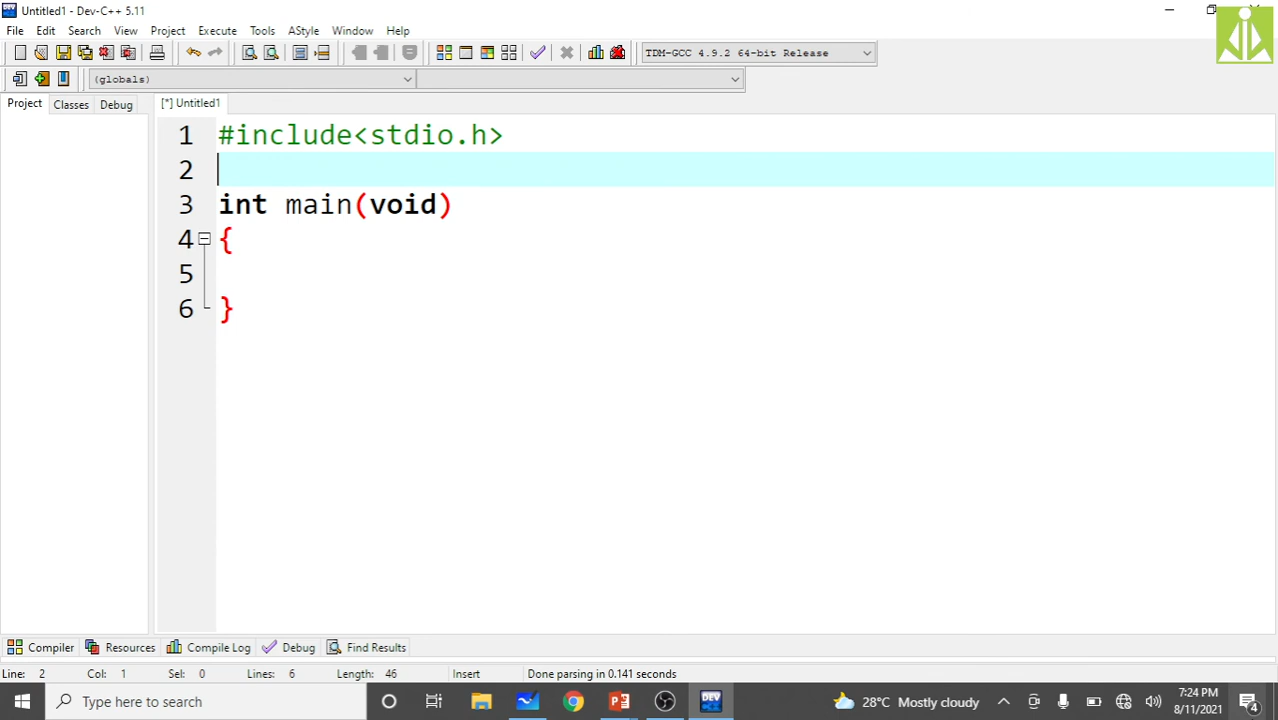 Untitled1 - Dev-C++ 5.11
File Edit Search View Project Execute Tools AStyle Window Help
TDM-GCC 4.9.2 64-bit Release
(globals)
Project Classes Debug [*] Untitled1
1 #include<stdio.h>
2
3 int main(void)
4 {
5
6 }
Compiler Resources Compile Log Debug Find Results
Line: 2 Col: 1 Sel: 0 Lines: 6 Length: 46 Insert Done parsing in 0.141 seconds
Type here to search DEV 28°C Mostly cloudy 7:24 PM
8/11/2021 4